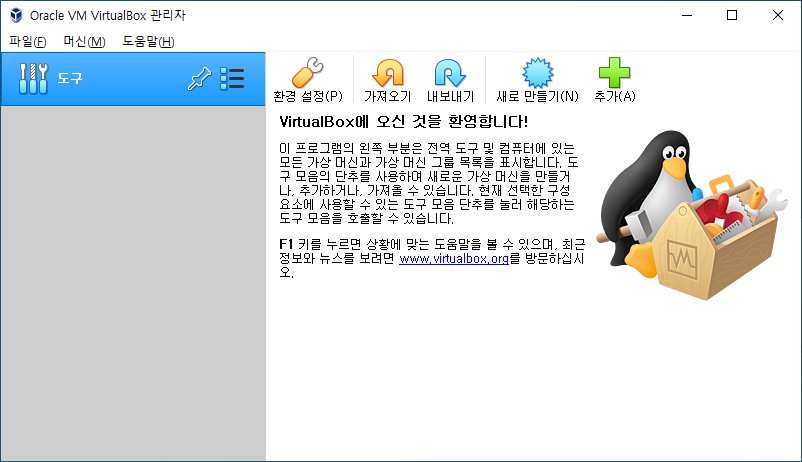 Oracle VM VirtualBox 관리자
파일(F) 머신(M) 도움말(H)
도구
환경 설정(P) 가져오기 내보내기 새로 만들기(N) 추가(A)
VirtualBox에 오신 것을 환영합니다!
이 프로그램의 왼쪽 부분은 전역 도구 및 컴퓨터에 있는
모든 가상 머신과 가상 머신 그룹 목록을 표시합니다. 도
구 모음의 단추를 사용하여 새로운 가상 머신을 만들거
나, 추가하거나, 가져올 수 있습니다. 현재 선택한 구성
요소에 사용할 수 있는 도구 모음 단추를 눌러 해당하는
도구 모음을 호출할 수 있습니다.
F1 키를 누르면 상황에 맞는 도움말을 볼 수 있으며, 최근
정보와 뉴스를 보려면 www.virtualbox.org를 방문하십시
오.